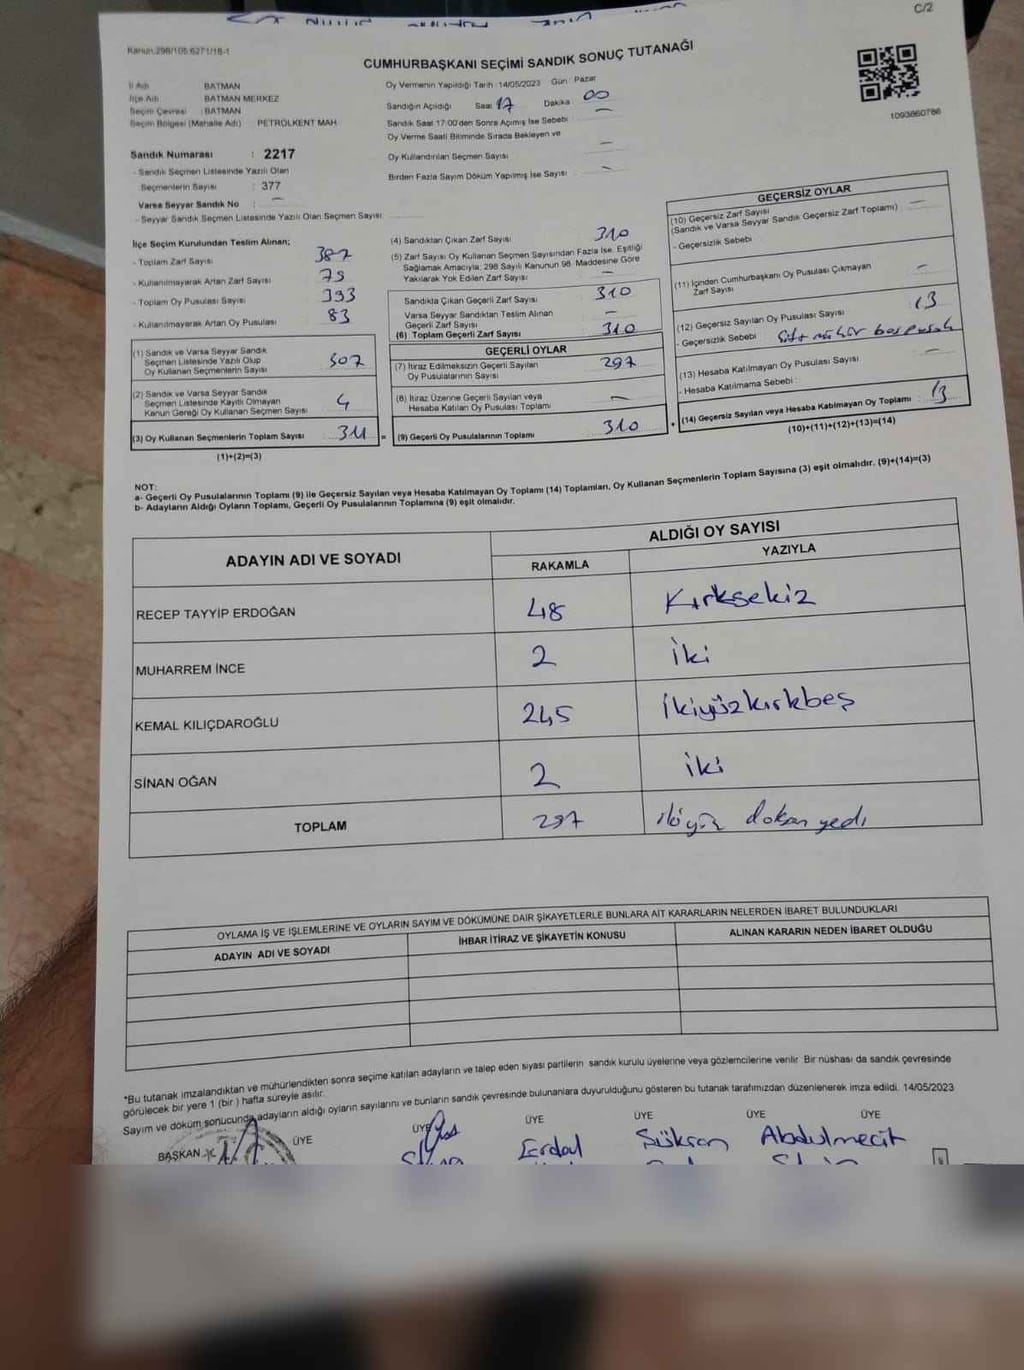 C/2
Kanun:298/105;6271/18-1
CUMHURBAŞKANI SEÇİMİ SANDIK SONUÇ TUTANAĞI
İl Adı : BATMAN
İlçe Adı : BATMAN MERKEZ
Seçim Çevresi : BATMAN
Seçim Bölgesi (Mahalle Adı) : PETROLKENT MAH
Sandık Numarası : 2217
- Sandık Seçmen Listesinde Yazılı Olan
Seçmenlerin Sayısı : 377
Varsa Seyyar Sandık No : —
- Seyyar Sandık Seçmen Listesinde Yazılı Olan Seçmen Sayısı
Oy Vermenin Yapıldığı Tarih :14/05/2023 Gün : Pazar
Sandığın Açıldığı Saat 17 Dakika : 00
Sandık Saat 17:00'den Sonra Açımış İse Sebebi : —
Oy Verme Saati Bitiminde Sırada Bekleyen ve
Oy Kullandırılan Seçmen Sayısı —
Birden Fazla Sayım Döküm Yapılmış İse Sayısı : —
1093860786
İlçe Seçim Kurulundan Teslim Alınan;
- Toplam Zarf Sayısı 387
- Kullanılmayarak Artan Zarf Sayısı 79
- Toplam Oy Pusulası Sayısı 393
- Kullanılmayarak Artan Oy Pusulası 83
(1) Sandık ve Varsa Seyyar Sandık
Seçmen Listesinde Yazılı Olup
Oy Kullanan Seçmenlerin Sayısı 307
(2) Sandık ve Varsa Seyyar Sandık
Seçmen Listesinde Kayıtlı Olmayan
Kanun Gereği Oy Kullanan Seçmen Sayısı 4
(3) Oy Kullanan Seçmenlerin Toplam Sayısı 311 =
(1)+(2)=(3)
(4) Sandıktan Çıkan Zarf Sayısı 310
(5) Zarf Sayısı Oy Kullanan Seçmen Sayısından Fazla İse, Eşitliği
Sağlamak Amacıyla; 298 Sayılı Kanunun 98. Maddesine Göre
Yakılarak Yok Edilen Zarf Sayısı —
Sandıkla Çıkan Geçerli Zarf Sayısı 310
Varsa Seyyar Sandıktan Teslim Alınan
Geçerli Zarf Sayısı —
(6) Toplam Geçerli Zarf Sayısı 310
GEÇERLİ OYLAR
(7) İtiraz Edilmeksizin Geçerli Sayılan
Oy Pusulalarının Sayısı 297
(8) İtiraz Üzerine Geçerli Sayılan veya
Hesaba Katılan Oy Pusulası Toplamı —
(9) Geçerli Oy Pusulalarının Toplamı 310 +
GEÇERSİZ OYLAR
(10) Geçersiz Zarf Sayısı
(Sandık ve Varsa Seyyar Sandık Geçersiz Zarf Toplamı) —
- Geçersizlik Sebebi
(11) İçinden Cumhurbaşkanı Oy Pusulası Çıkmayan
Zarf Sayısı —
(12) Geçersiz Sayılan Oy Pusulası Sayısı 13
- Geçersizlik Sebebi
(13) Hesaba Katılmayan Oy Pusulası Sayısı —
- Hesaba Katılmama Sebebi :
(14) Geçersiz Sayılan veya Hesaba Katılmayan Oy Toplamı 13
(10)+(11)+(12)+(13)=(14)
NOT:
a- Geçerli Oy Pusulalarının Toplamı (9) ile Geçersiz Sayılan veya Hesaba Katılmayan Oy Toplamı (14) Toplamları, Oy Kullanan Seçmenlerin Toplam Sayısına (3) eşit olmalıdır. (9)+(14)=(3)
b- Adayların Aldığı Oyların Toplamı, Geçerli Oy Pusulalarının Toplamına (9) eşit olmalıdır.
ADAYIN ADI VE SOYADI
ALDIĞI OY SAYISI
RAKAMLA YAZIYLA
RECEP TAYYİP ERDOĞAN 48 Kırksekiz
MUHARREM İNCE 2 İki
KEMAL KILIÇDAROĞLU 245 İkiyüzkırkbeş
SİNAN OĞAN 2 iki
TOPLAM 297 ikiyüz doksan yedi
OYLAMA İŞ VE İŞLEMLERİNE VE OYLARIN SAYIM VE DÖKÜMÜNE DAİR ŞİKAYETLERLE BUNLARA AİT KARARLARIN NELERDEN İBARET BULUNDUKLARI
ADAYIN ADI VE SOYADI İHBAR İTİRAZ VE ŞİKAYETİN KONUSU ALINAN KARARIN NEDEN İBARET OLDUĞU
*Bu tutanak imzalandıktan ve mühürlendikten sonra seçime katılan adayların ve talep eden siyasi partilerin sandık kurulu üyelerine veya gözlemcilerine verilir. Bir nüshası da sandık çevresinde
görülecek bir yere 1 (bir) hafta süreyle asılır.
Sayım ve döküm sonucunda adayların aldığı oyların sayılarını ve bunların sandık çevresinde bulunanlara duyurulduğunu gösteren bu tutanak tarafımızdan düzenlenerek imza edildi. 14/05/2023
BAŞKAN ÜYE ÜYE ÜYE ÜYE ÜYE ÜYE
Erdal Şükran Abdulmecit